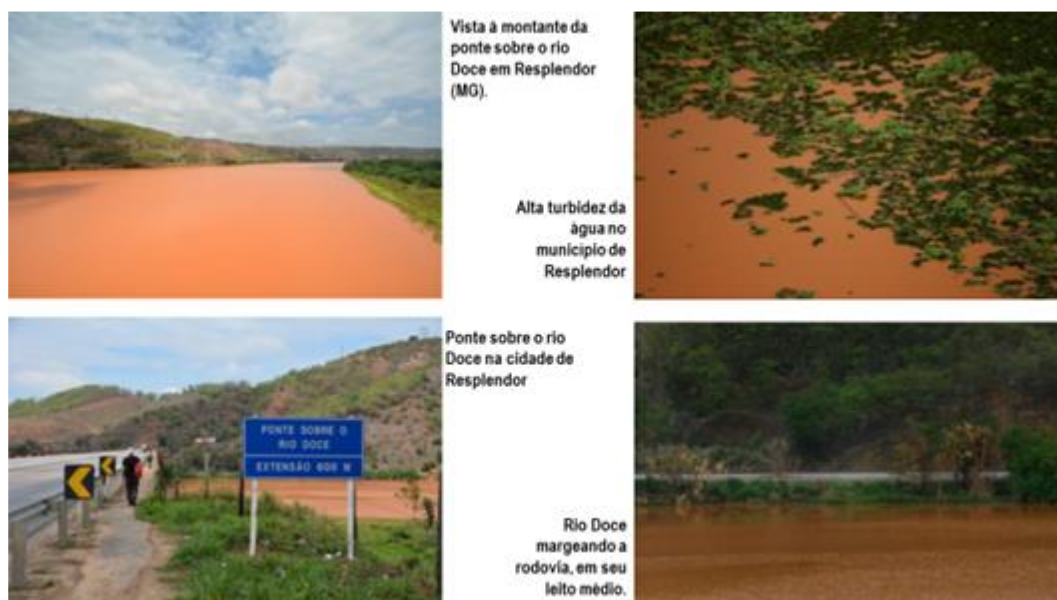 Vista à montante da
ponte sobre o rio
Doce em Resplendor
(MG).
Alta turbidez da
água no
município de
Resplendor
Ponte sobre o rio
Doce na cidade de
Resplendor
PONTE SOBRE O
RIO DOCE
EXTENSÃO 600 M
Rio Doce
margeando a
rodovia, em seu
leito médio.